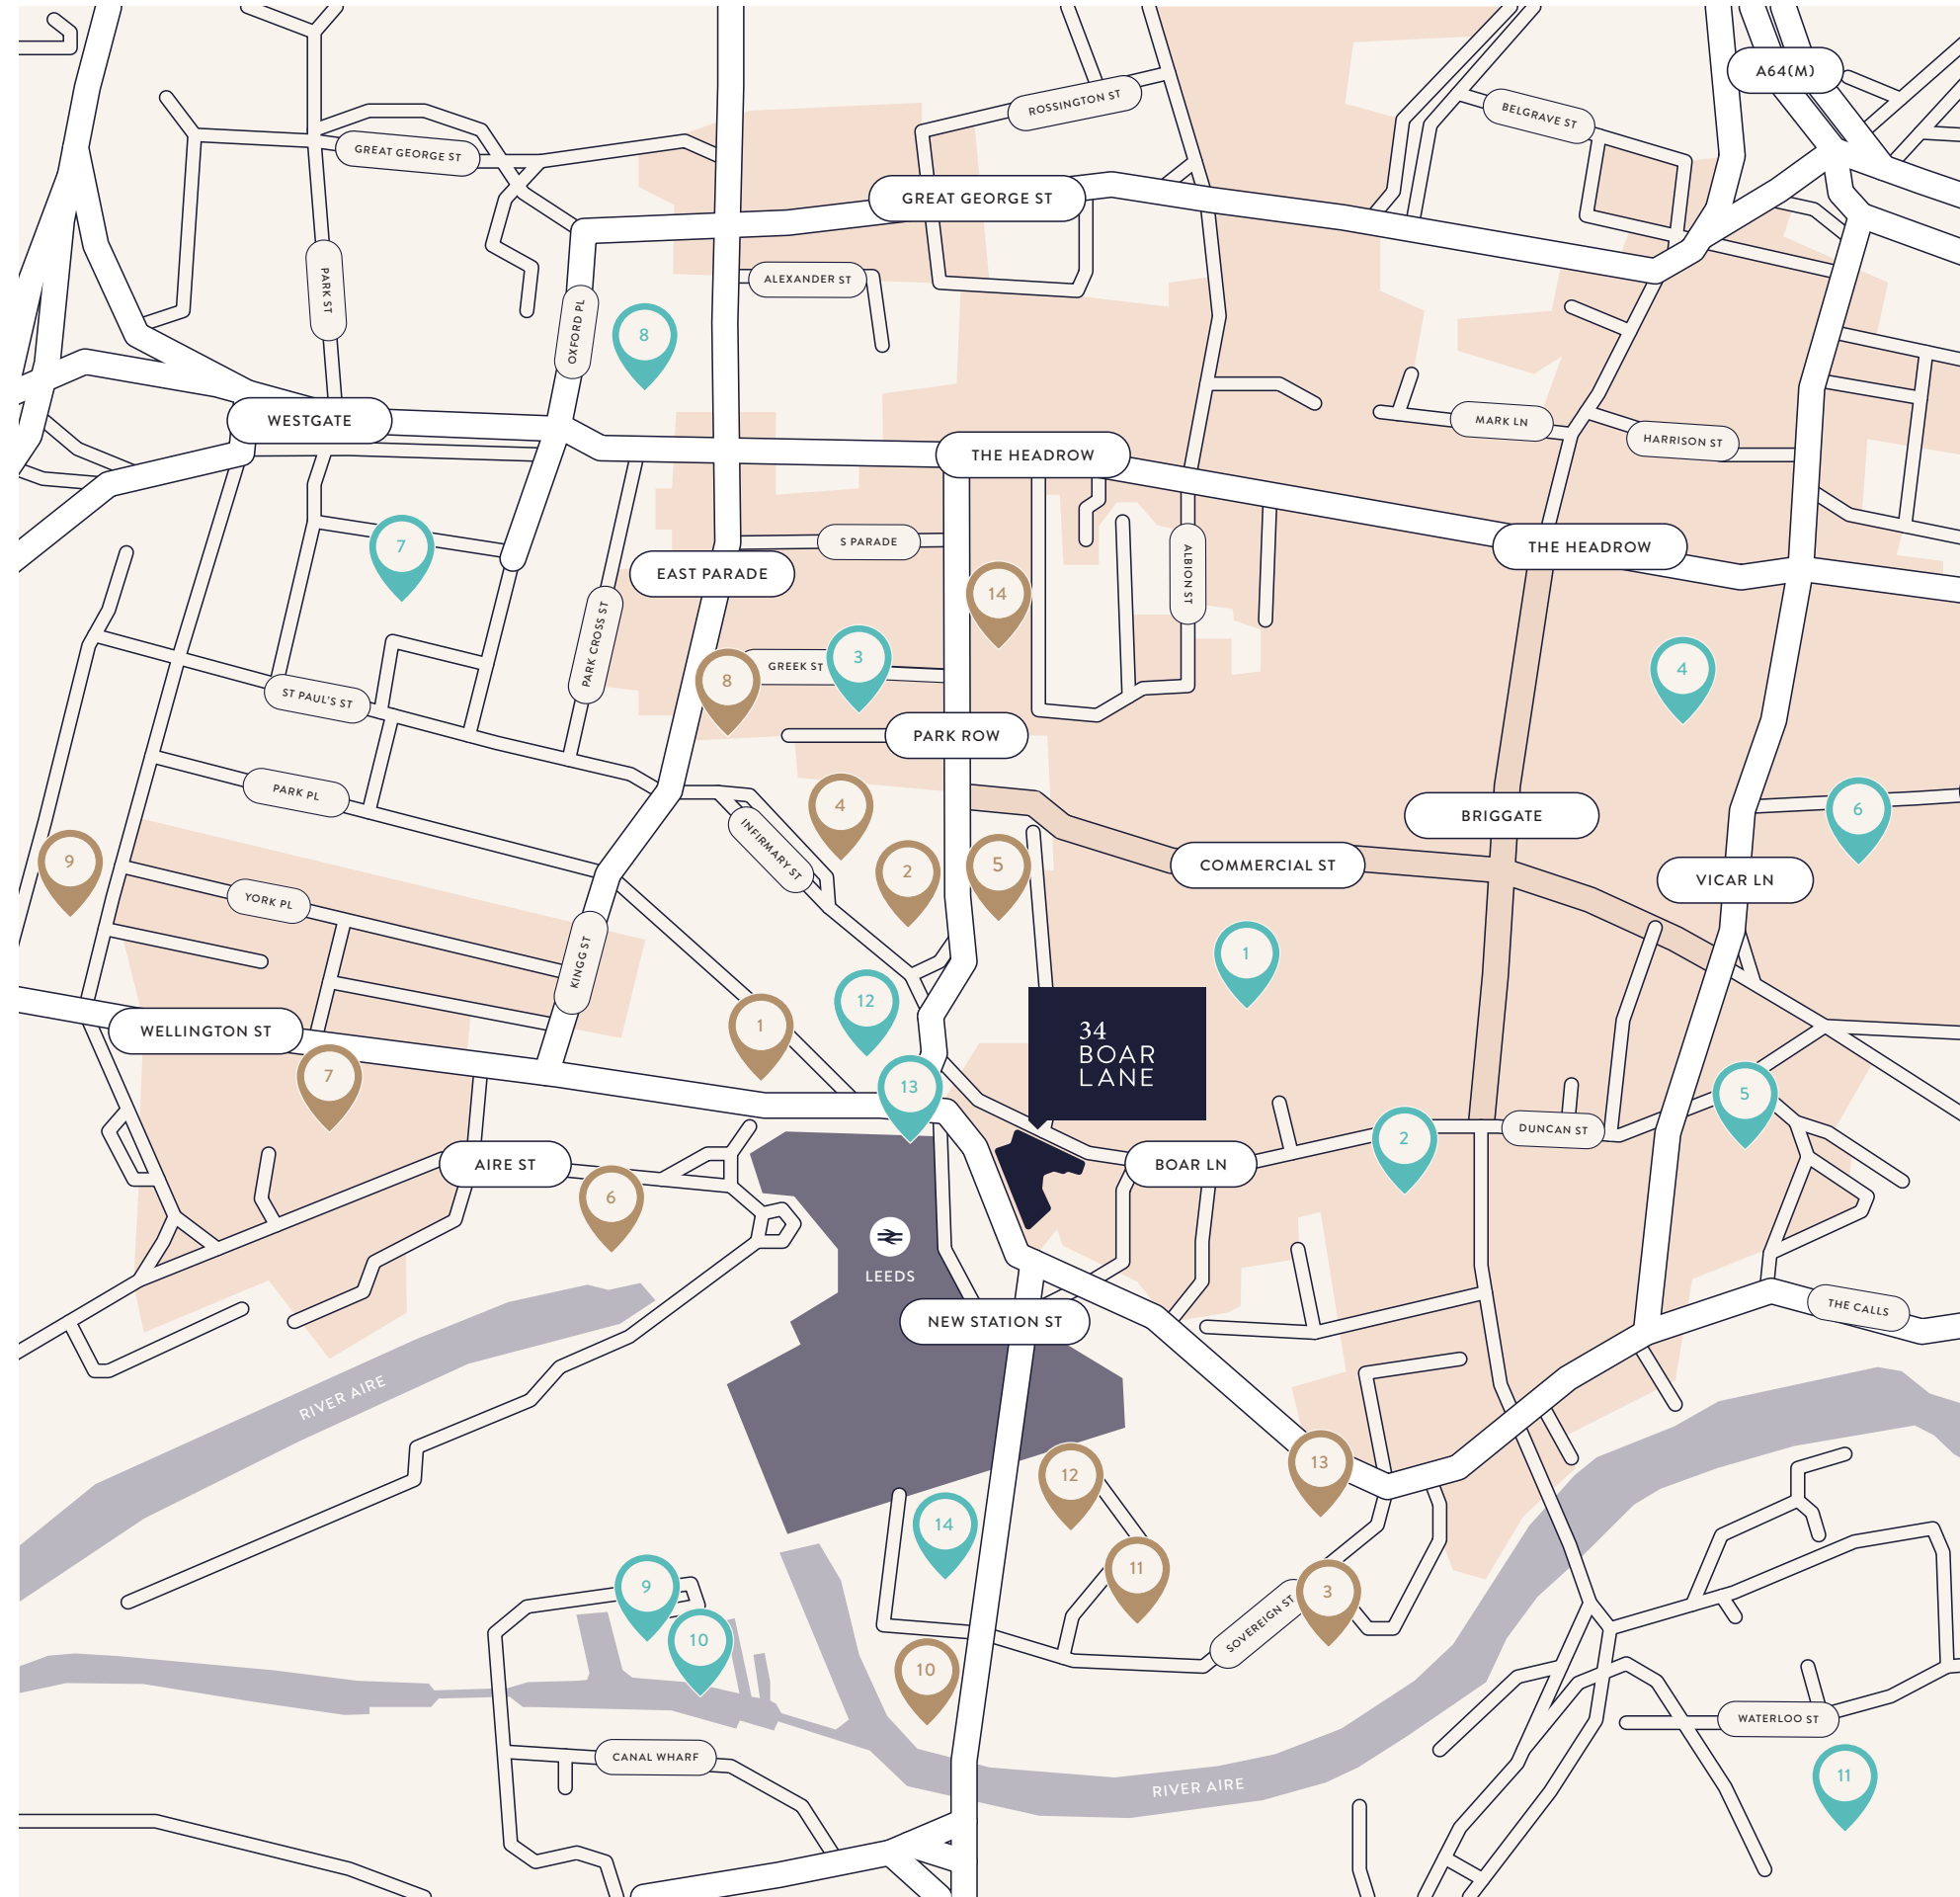 A64(M)
ROSSINGTON ST
BELGRAVE ST
GREAT GEORGE ST
GREAT GEORGE ST
PARK ST
ALEXANDER ST
OXFORD PL
8
WESTGATE
MARK LN
HARRISON ST
THE HEADROW
7
S PARADE
THE HEADROW
EAST PARADE
ALBION ST
14
PARK CROSS ST
GREEK ST
3
4
8
ST PAUL'S ST
PARK ROW
PARK PL
4
6
BRIGGATE
INFIRMARY ST
9
2
5
COMMERCIAL ST
VICAR LN
YORK PL
KINGG ST
1
12
1
WELLINGTON ST
34
BOAR
LANE
7
13
5
DUNCAN ST
2
AIRE ST
BOAR LN
6
LEEDS
THE CALLS
NEW STATION ST
RIVER AIRE
13
12
14
11
9
3
SOVEREIGN ST
10
10
WATERLOO ST
CANAL WHARF
11
RIVER AIRE